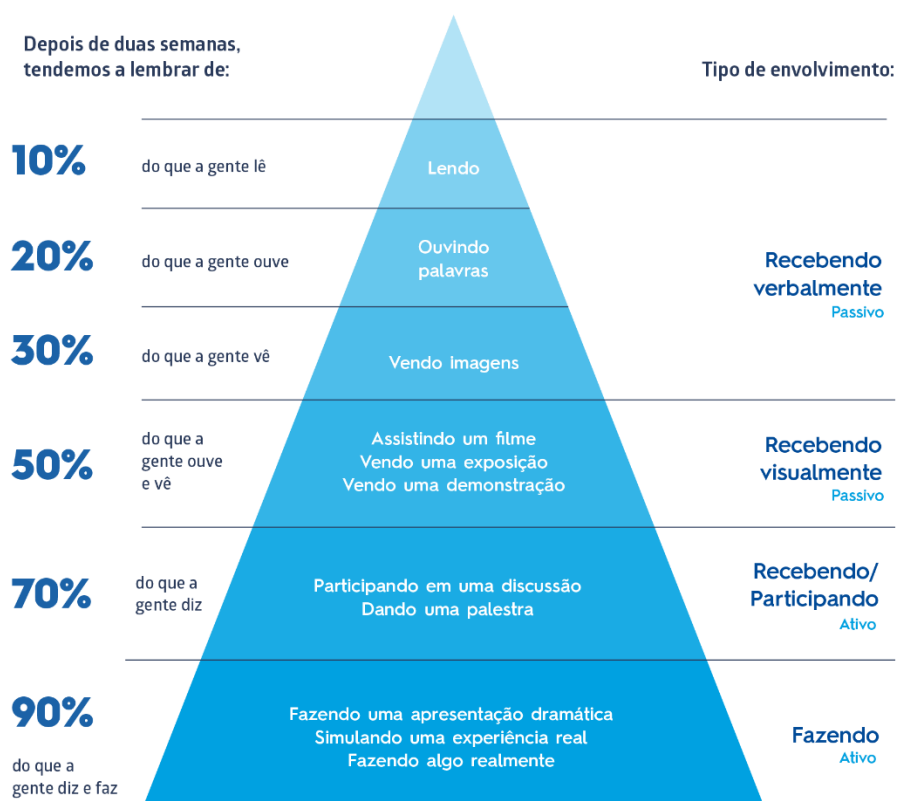 Depois de duas semanas,
tendemos a lembrar de:
Tipo de envolvimento:
10%
do que a gente lê
Lendo
20%
do que a gente ouve
Ouvindo
palavras
30%
do que a gente vê
Vendo imagens
Recebendo
verbalmente
Passivo
50%
do que a
gente ouve
e vê
Assistindo um filme
Vendo uma exposição
Vendo uma demonstração
Recebendo
visualmente
Passivo
70%
do que a
gente diz
Participando em uma discussão
Dando uma palestra
Recebendo/
Participando
Ativo
90%
do que a
gente diz e faz
Fazendo uma apresentação dramática
Simulando uma experiência real
Fazendo algo realmente
Fazendo
Ativo